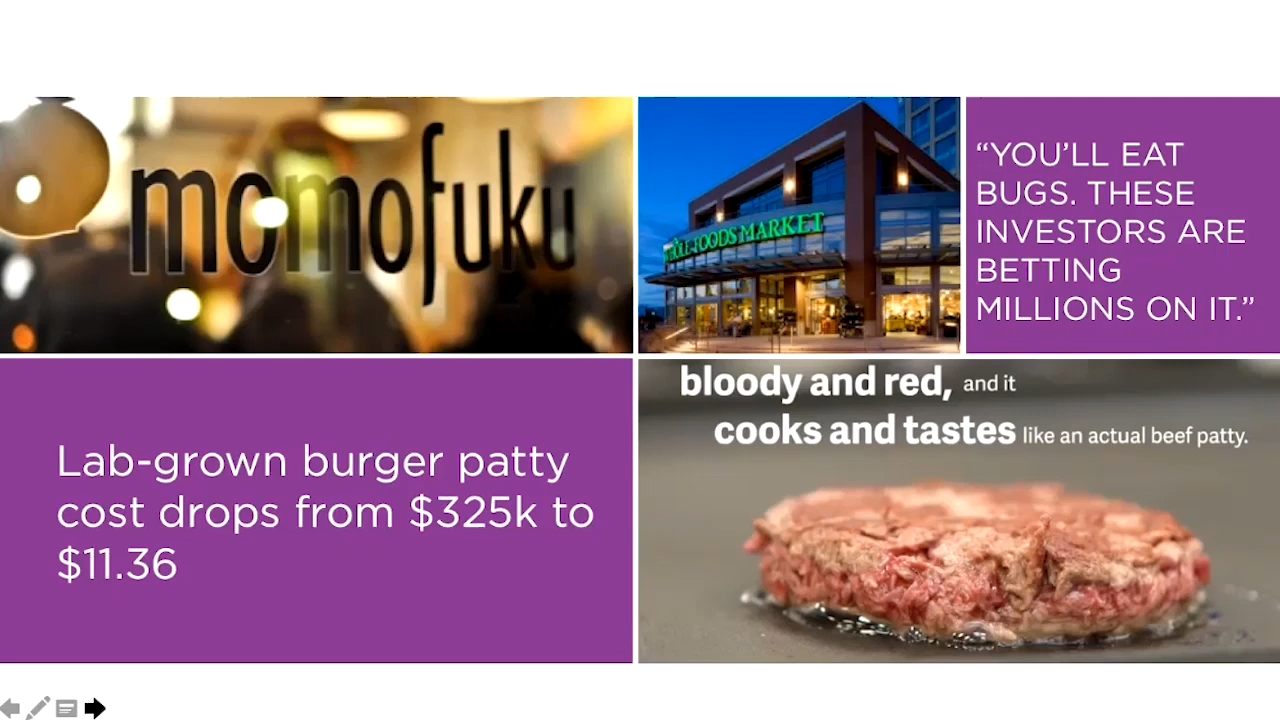 momofuku
WHOLE FOODS MARKET
“YOU’LL EAT
BUGS. THESE
INVESTORS ARE
BETTING
MILLIONS ON IT.”
Lab-grown burger patty
cost drops from $325k to
$11.36
bloody and red, and it
cooks and tastes like an actual beef patty.